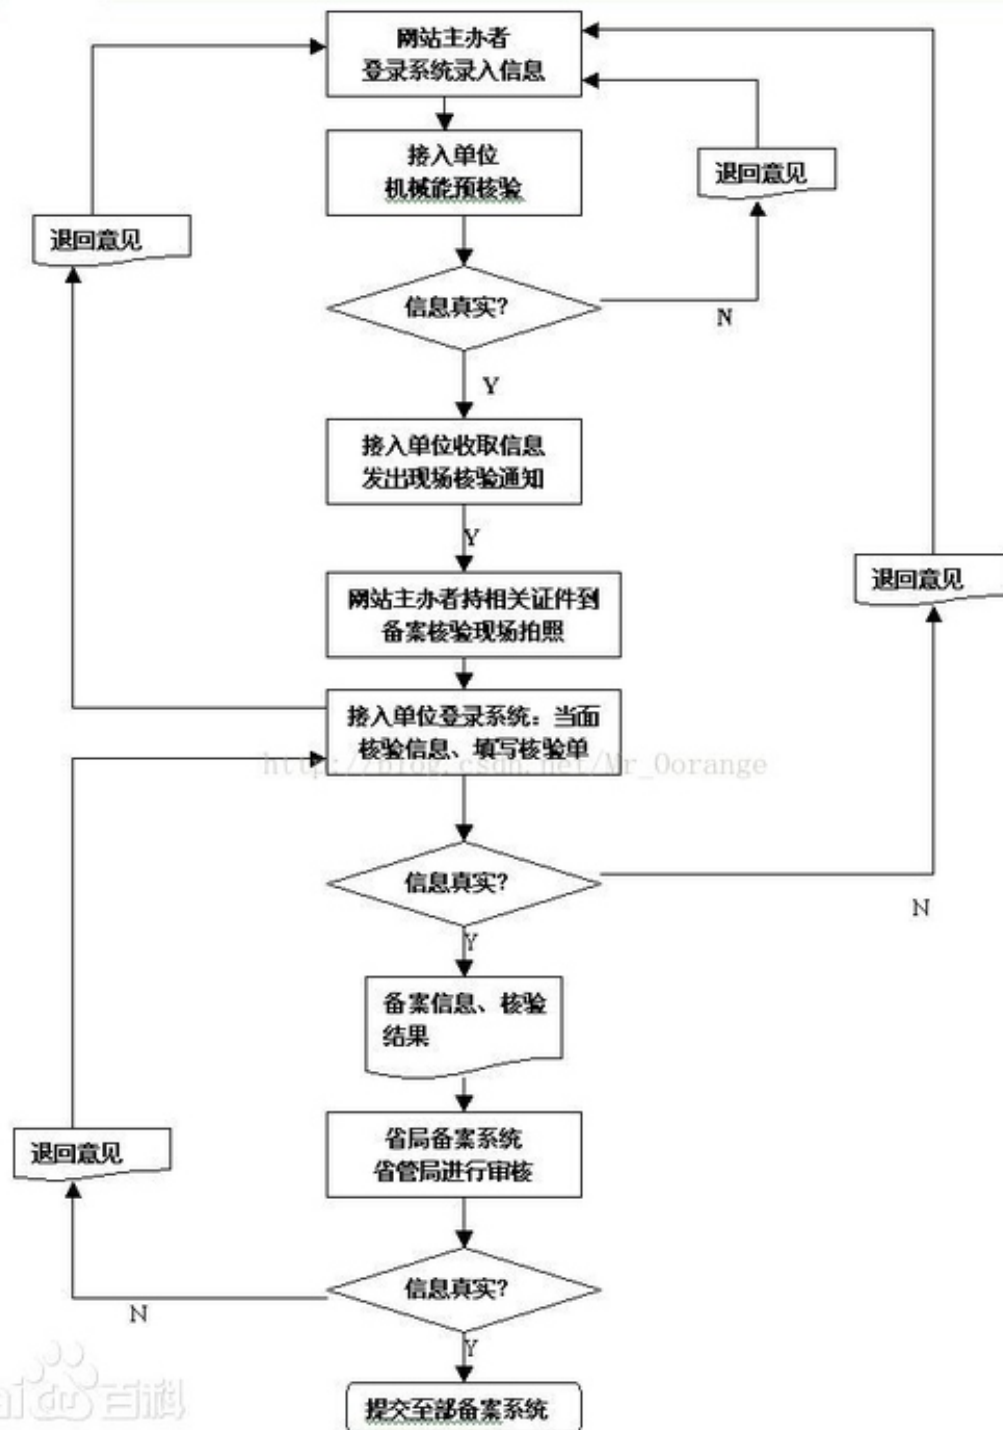 网站主办者
登录系统录入信息
接入单位
机械能预核验
退回意见
退回意见
信息真实?
N
Y
接入单位收取信息
发出现场核验通知
Y
退回意见
网站主办者持相关证件到
备案核验现场拍照
接入单位登录系统：当面
核验信息、填写核验单
http://blog.csdn.net/Mr_Oorange
信息真实?
N
Y
备案信息、核验
结果
省局备案系统
省管局进行审核
退回意见
信息真实?
N
Y
百科
提交至部备案系统